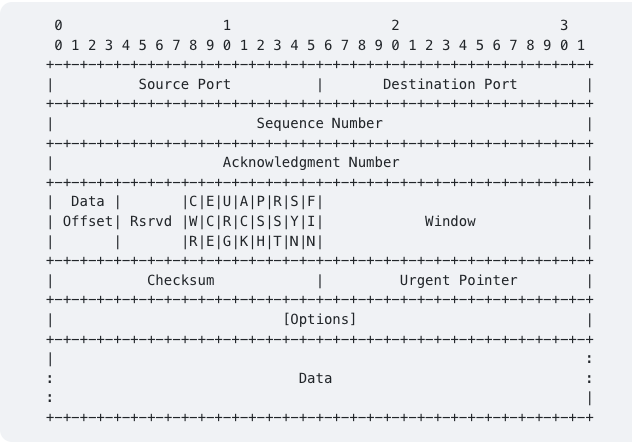 0                   1                   2                   3
 0 1 2 3 4 5 6 7 8 9 0 1 2 3 4 5 6 7 8 9 0 1 2 3 4 5 6 7 8 9 0 1
+-+-+-+-+-+-+-+-+-+-+-+-+-+-+-+-+-+-+-+-+-+-+-+-+-+-+-+-+-+-+-+-+
|          Source Port          |       Destination Port        |
+-+-+-+-+-+-+-+-+-+-+-+-+-+-+-+-+-+-+-+-+-+-+-+-+-+-+-+-+-+-+-+-+
|                        Sequence Number                        |
+-+-+-+-+-+-+-+-+-+-+-+-+-+-+-+-+-+-+-+-+-+-+-+-+-+-+-+-+-+-+-+-+
|                    Acknowledgment Number                      |
+-+-+-+-+-+-+-+-+-+-+-+-+-+-+-+-+-+-+-+-+-+-+-+-+-+-+-+-+-+-+-+-+
|  Data |       |C|E|U|A|P|R|S|F|                               |
| Offset| Rsrvd |W|C|R|C|S|S|Y|I|            Window             |
|       |       |R|E|G|K|H|T|N|N|                               |
+-+-+-+-+-+-+-+-+-+-+-+-+-+-+-+-+-+-+-+-+-+-+-+-+-+-+-+-+-+-+-+-+
|           Checksum            |         Urgent Pointer        |
+-+-+-+-+-+-+-+-+-+-+-+-+-+-+-+-+-+-+-+-+-+-+-+-+-+-+-+-+-+-+-+-+
|                           [Options]                           |
+-+-+-+-+-+-+-+-+-+-+-+-+-+-+-+-+-+-+-+-+-+-+-+-+-+-+-+-+-+-+-+-+
|                                                               :
:                             Data                              :
:                                                               |
+-+-+-+-+-+-+-+-+-+-+-+-+-+-+-+-+-+-+-+-+-+-+-+-+-+-+-+-+-+-+-+-+